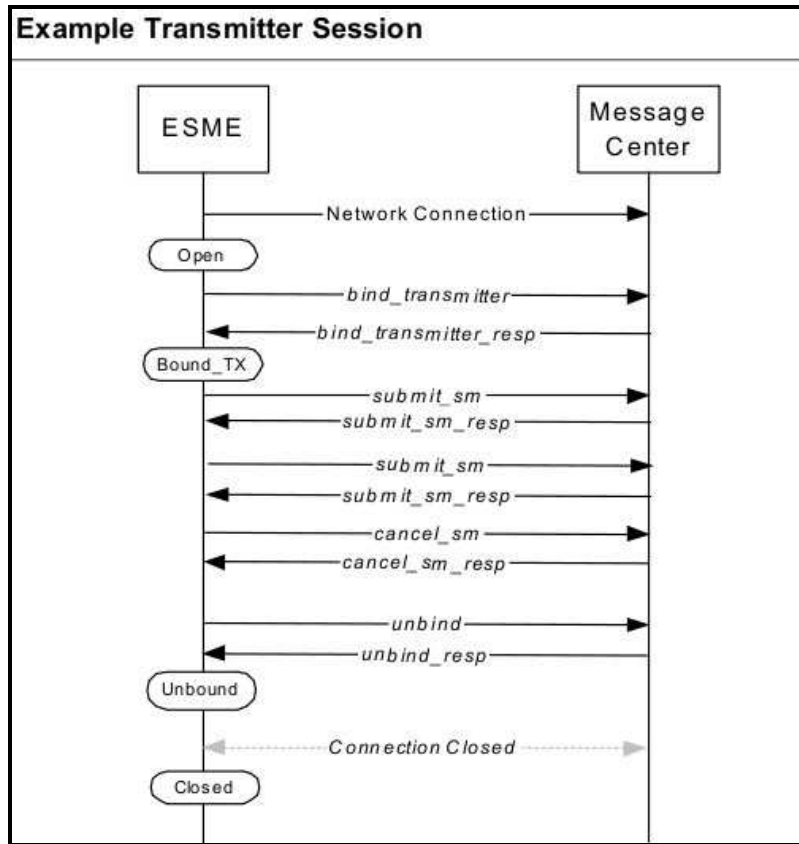 Example Transmitter Session
ESME
Message
Center
Network Connection
Open
bind_transmitter
bind_transmitter_resp
Bound_TX
submit_sm
submit_sm_resp
submit_sm
submit_sm_resp
cancel_sm
cancel_sm_resp
unbind
unbind_resp
Unbound
Connection Closed
Closed